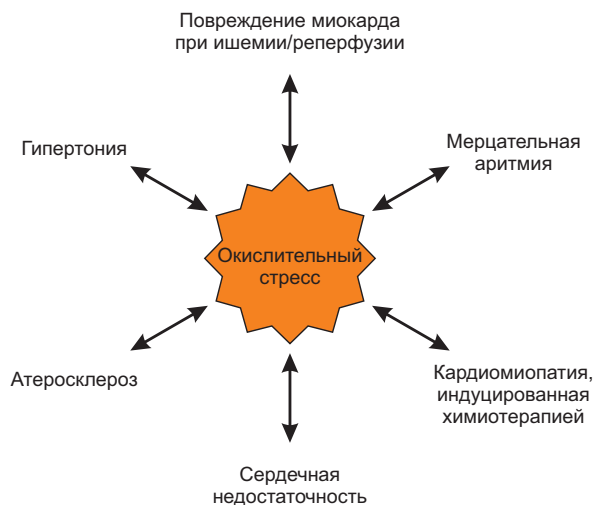 Повреждение миокарда
при ишемии/реперфузии
Гипертония
Мерцательная
аритмия
Окислительный
стресс
Атеросклероз
Кардиомиопатия,
индуцированная
химиотерапией
Сердечная
недостаточность